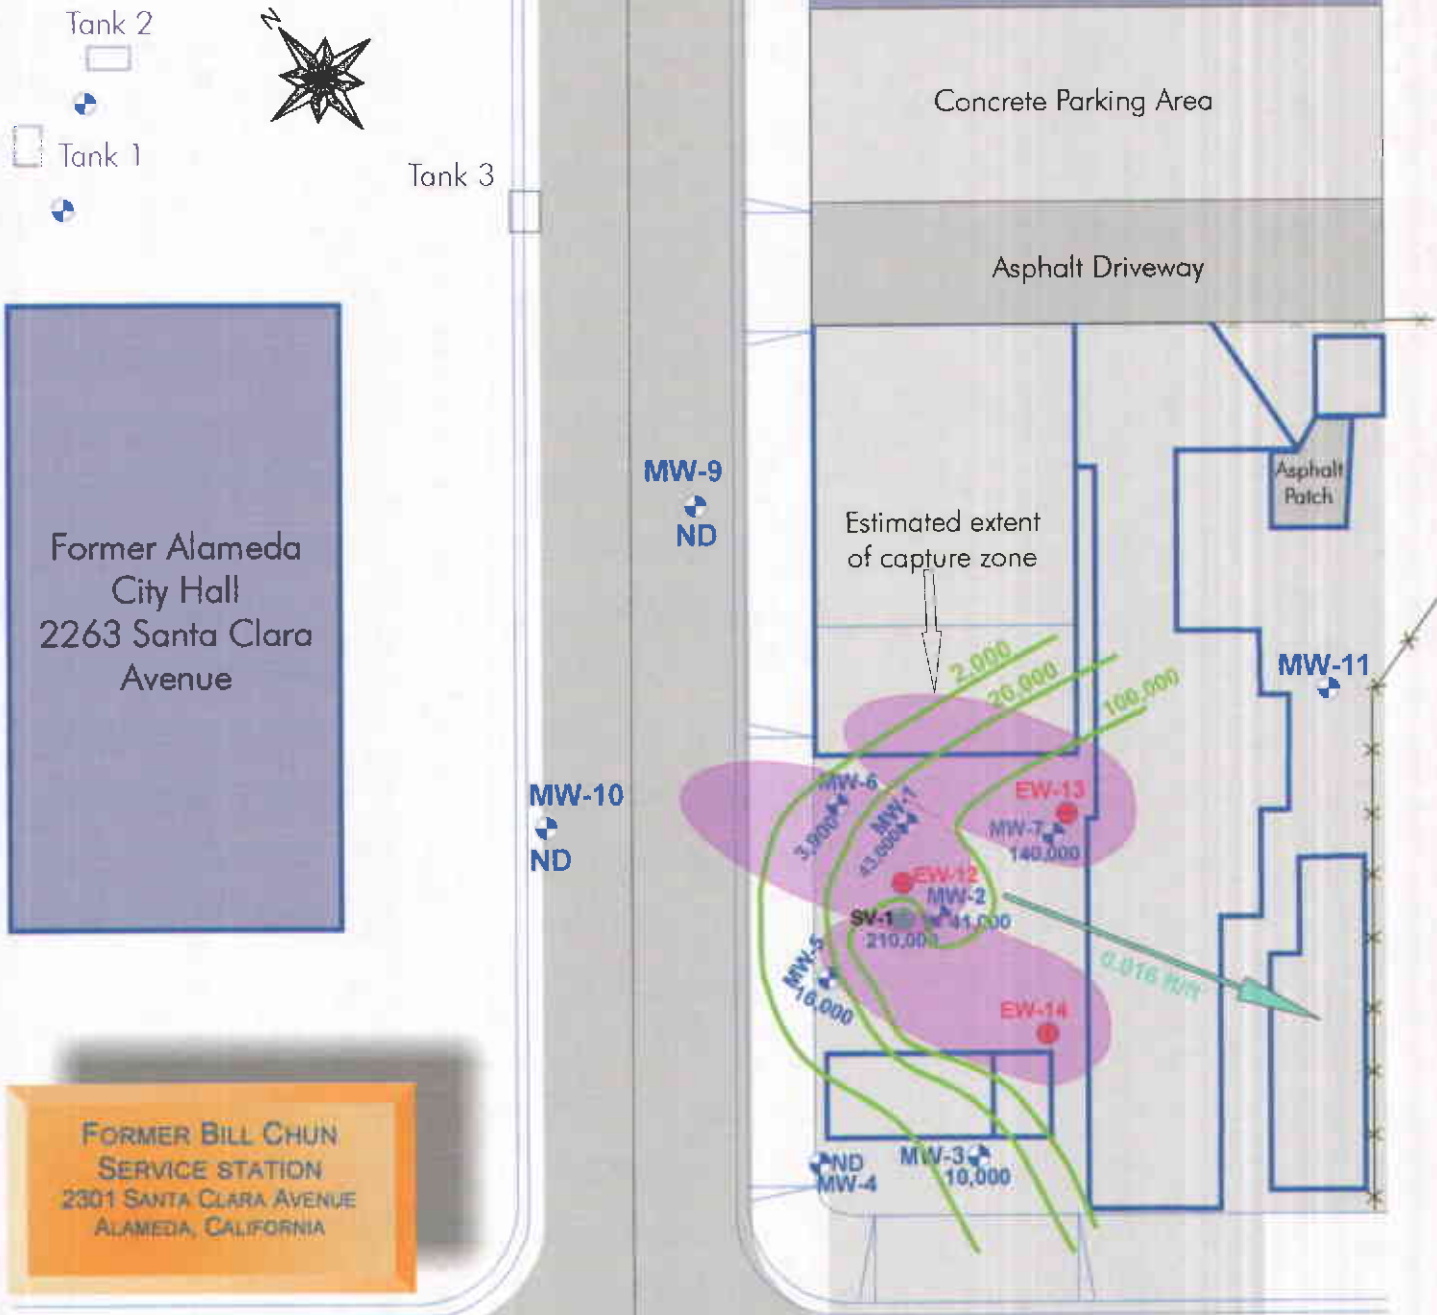 Tank 2
N
Tank 1
Tank 3
Concrete Parking Area
Asphalt Driveway
Asphalt
Patch
MW-9
ND
Estimated extent
of capture zone
Former Alameda
City Hall
2263 Santa Clara
Avenue
2,000
20,000
100,000
MW-11
MW-10
ND
MW-6
3,900
MW-1
43,000
EW-13
MW-7
140,000
EW-12
MW-2
41,000
SV-1
210,000
MW-5
16,000
0.016 ft/ft
EW-14
ND
MW-4
MW-3
10,000
FORMER BILL CHUN
SERVICE STATION
2301 SANTA CLARA AVENUE
ALAMEDA, CALIFORNIA